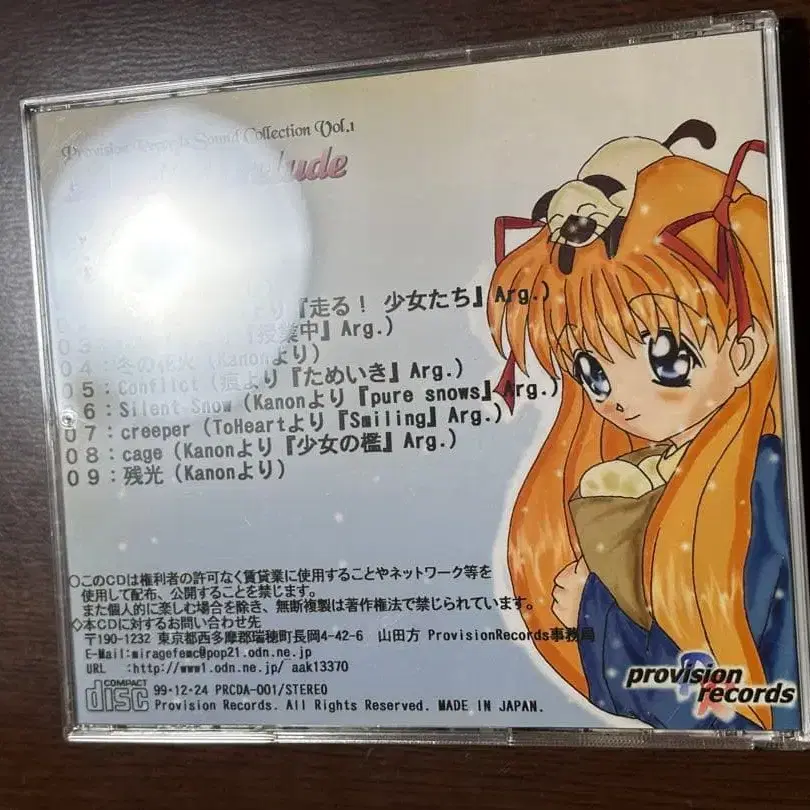 Provision Records Sound Collection Vol.1
lude
より『走る! 少女たち』Arg.)
『授業中』Arg.)
04:冬の花火 (Kanonより)
05:Conflict (痕より『ためいき』Arg.)
6:Silent Snow (Kanonより『pure snows』Arg.)
07:creeper (ToHeartより『Smiling』Arg.)
08:cage (Kanonより『少女の檻』Arg.)
09:残光 (Kanonより)
○このCDは権利者の許可なく賃貸業に使用することやネットワーク等を
使用して配布、公開することを禁じます。
また個人的に楽しむ場合を除き、無断複製は著作権法で禁じられています。
◇本CDに対するお問い合わせ先
〒190-1232 東京都西多摩郡瑞穂町長岡4-42-6 山田方 ProvisionRecords事務局
E-Mail:miragefemc@pop21.odn.ne.jp
URL :http://www1.odn.ne.jp/ aak13370
COMPACT disc
99・12・24 PRCDA-001/STEREO
Provision Records. All Rights Reserved. MADE IN JAPAN.
provision records